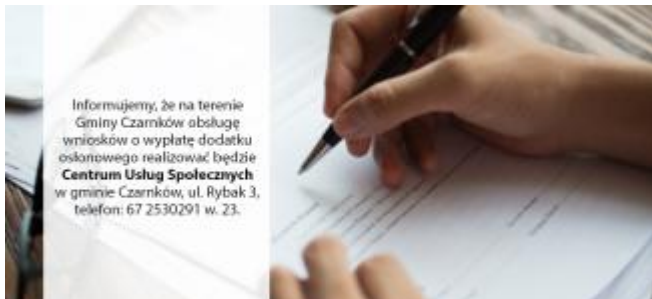 Informujemy, że na terenie
Gminy Czarnków obsługę
wniosków o wypłatę dodatku
osłonowego realizować będzie
Centrum Usług Społecznych
w gminie Czarnków, ul. Rybak 3,
telefon: 67 2530291 w. 23.